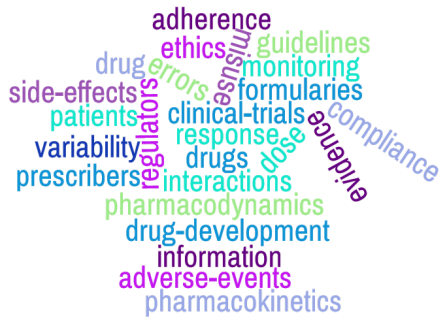 adherence
ethics
misuse
guidelines
drug
errors
monitoring
side-effects
formularies
regulators
patients
clinical-trials
compliance
response
evidence
variability
drugs
dose
prescribers
interactions
pharmacodynamics
drug-development
information
adverse-events
pharmacokinetics